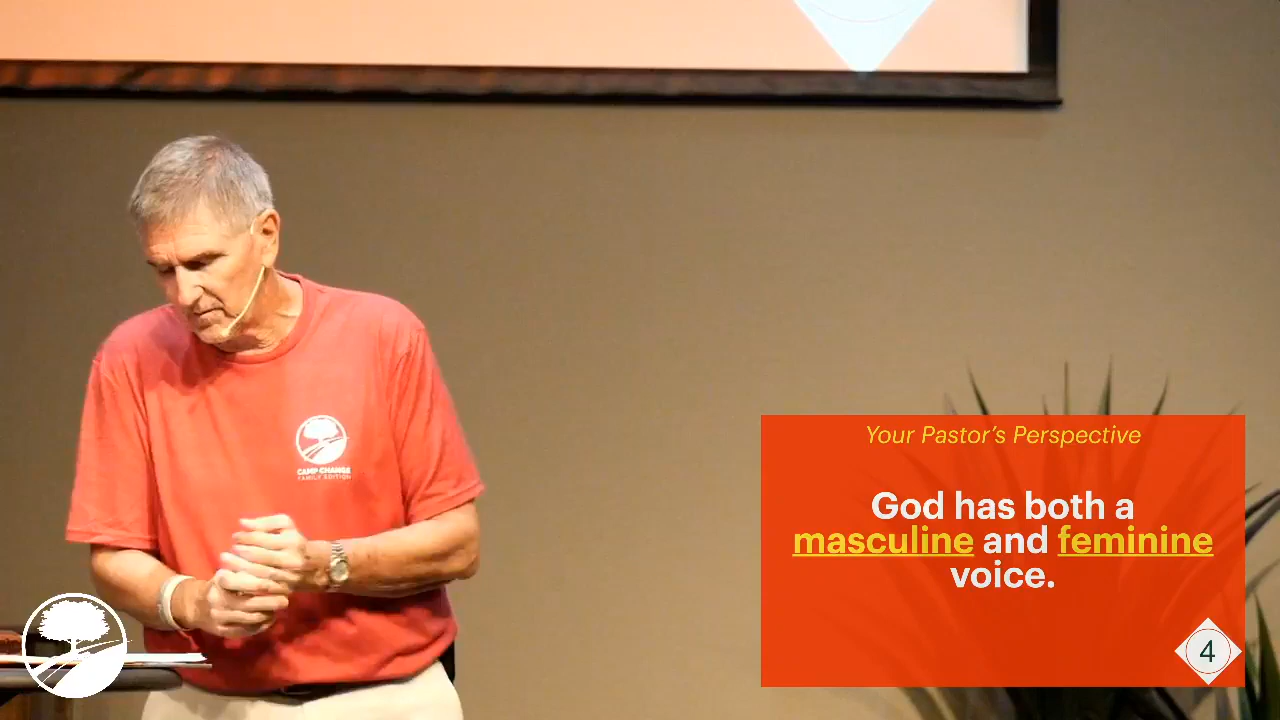 Your Pastor's Perspective
God has both a
masculine and feminine
voice.
4
CAMP CHANGE
FAMILY EDITION